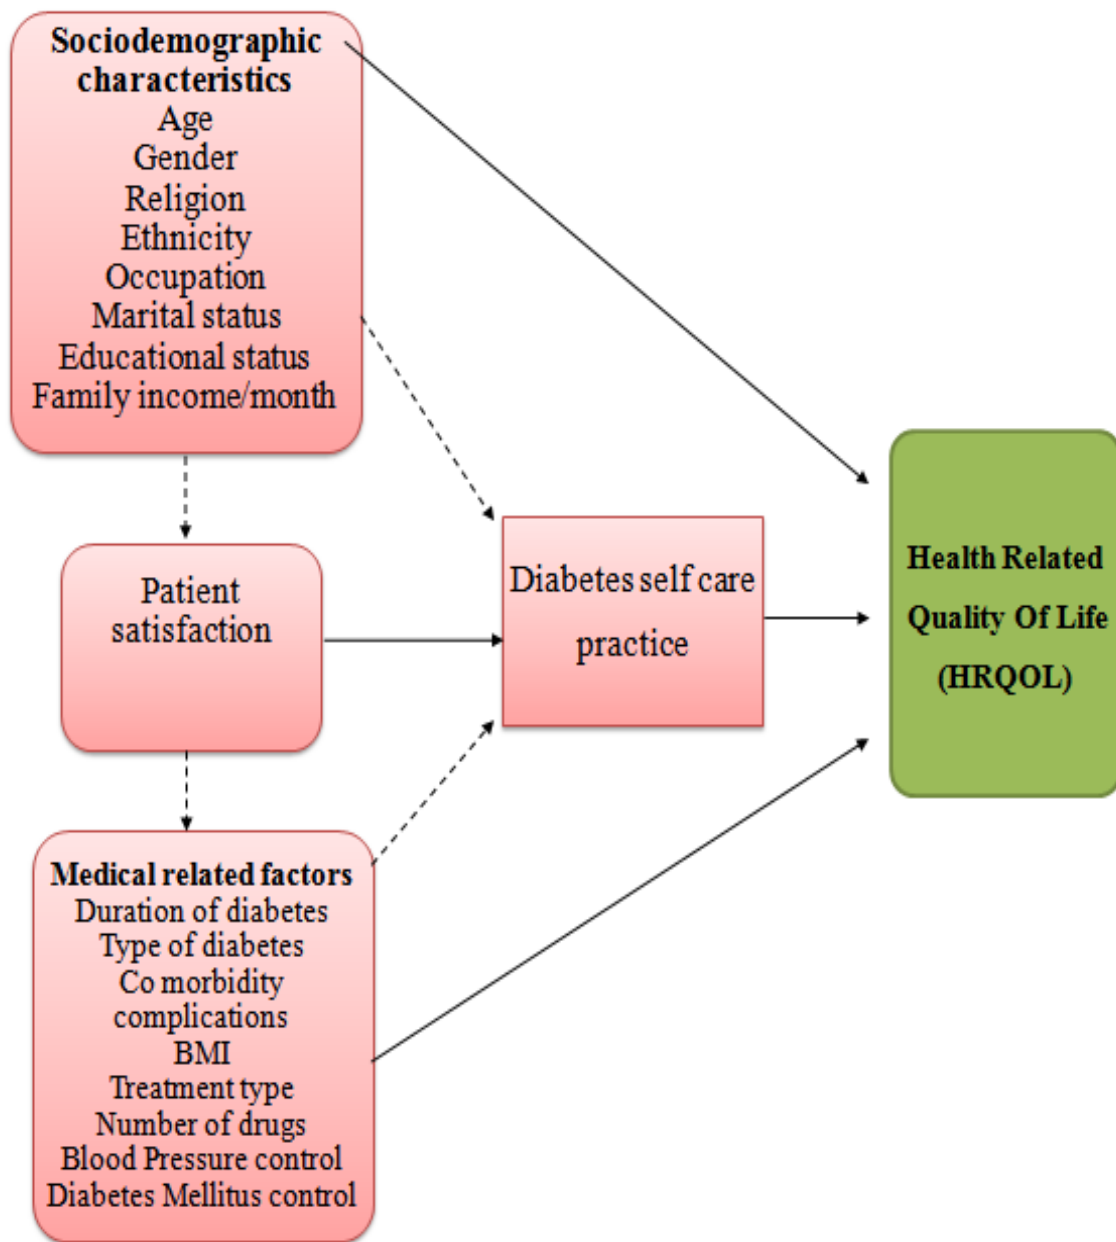 Sociodemographic
characteristics
Age
Gender
Religion
Ethnicity
Occupation
Marital status
Educational status
Family income/month
Patient
satisfaction
Diabetes self care
practice
Health Related
Quality Of Life
(HRQOL)
Medical related factors
Duration of diabetes
Type of diabetes
Co morbidity
complications
BMI
Treatment type
Number of drugs
Blood Pressure control
Diabetes Mellitus control